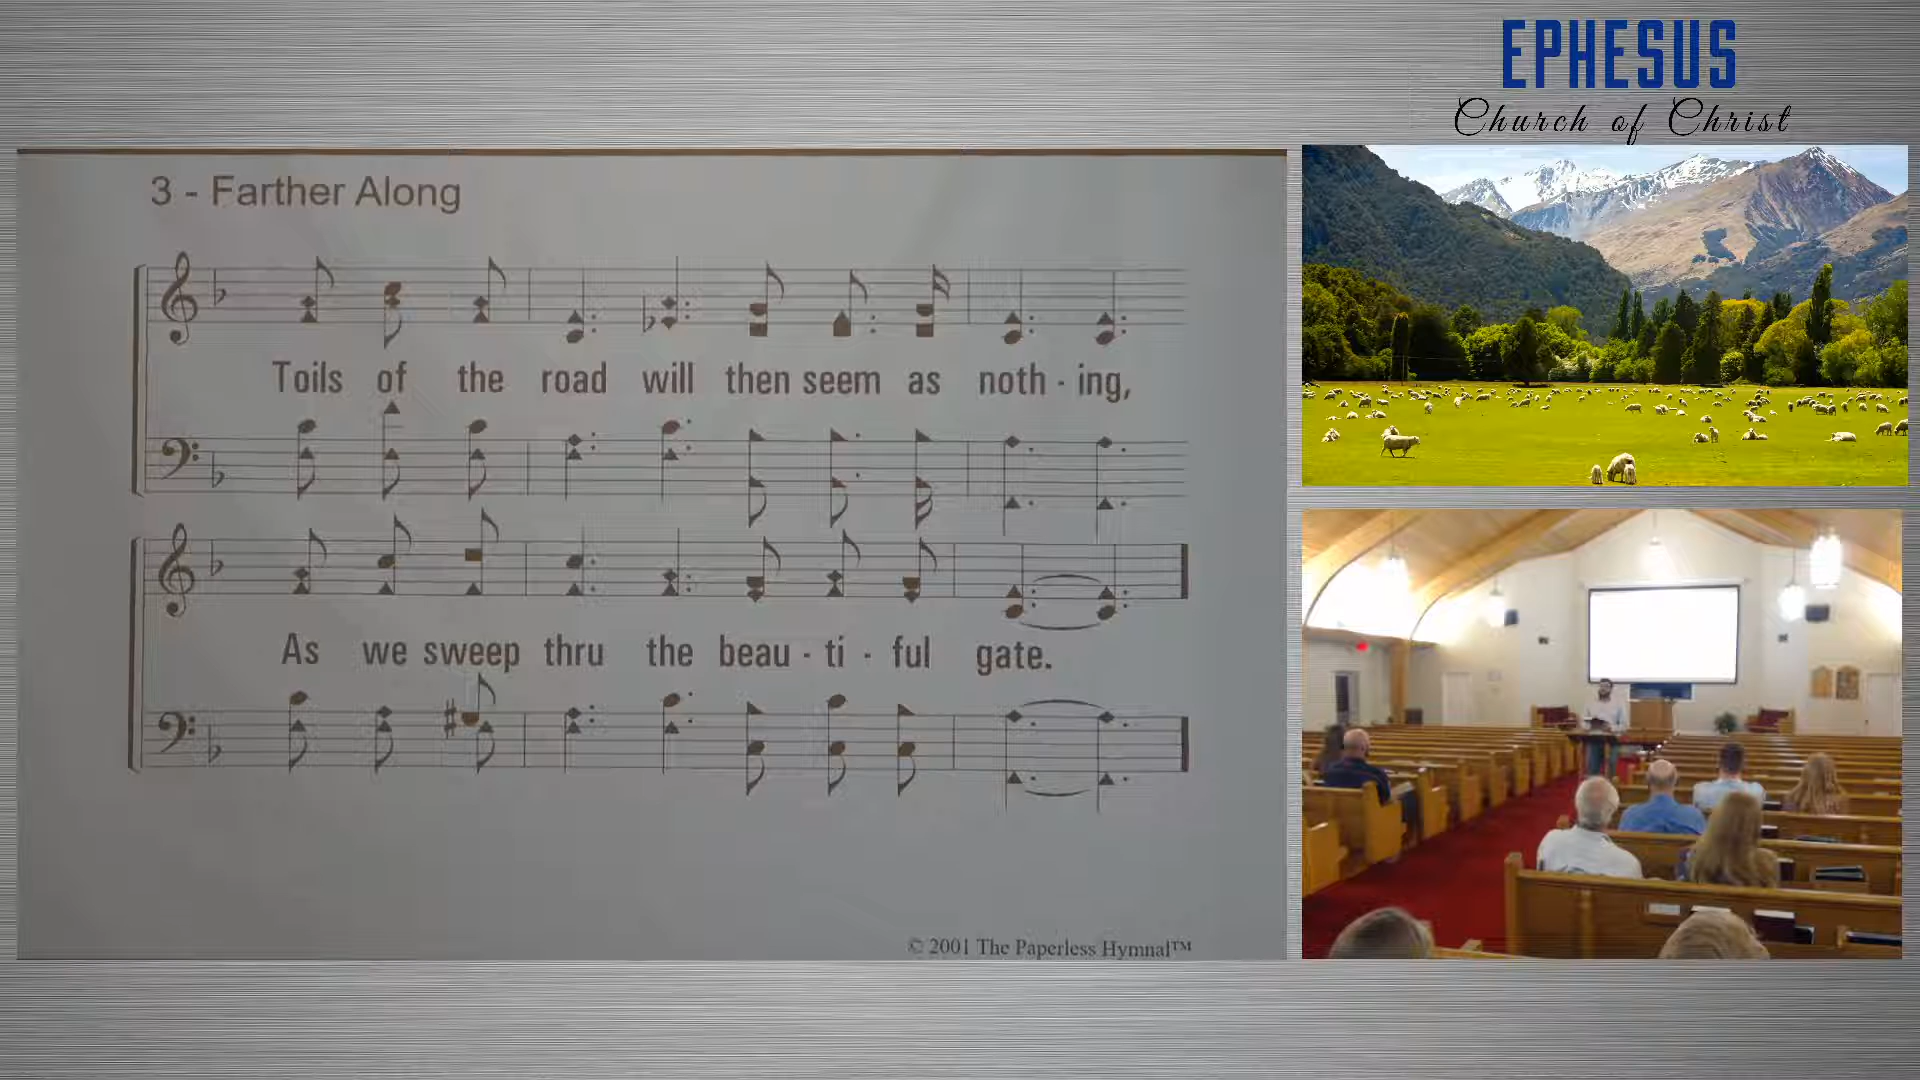 EPHESUS
Church of Christ
3 - Farther Along
Toils of the road will then seem as noth - ing,
As we sweep thru the beau - ti - ful gate.
© 2001 The Paperless Hymnal™